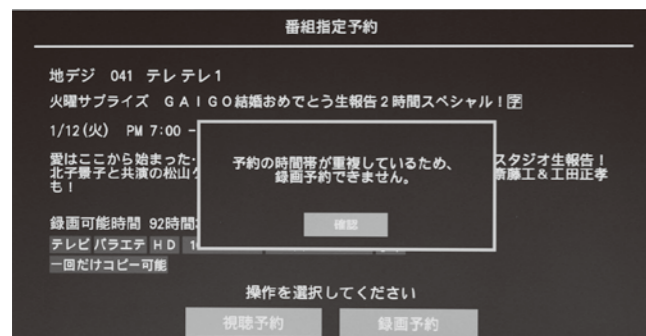 番組指定予約
地デジ 041 テレテレ1
火曜サプライズ GAIGO結婚おめでとう生報告2時間スペシャル!字
1/12(火) PM 7:00 -
愛はここから始まった
スタジオ生報告!
予約の時間帯が重複しているため、
北子景子と共演の松山
斎藤工&工田正孝
録画予約できません。
も!
録画可能時間 92時間
確認
テレビ バラエテ HD
一回だけコピー可能
操作を選択してください
視聴予約
録画予約